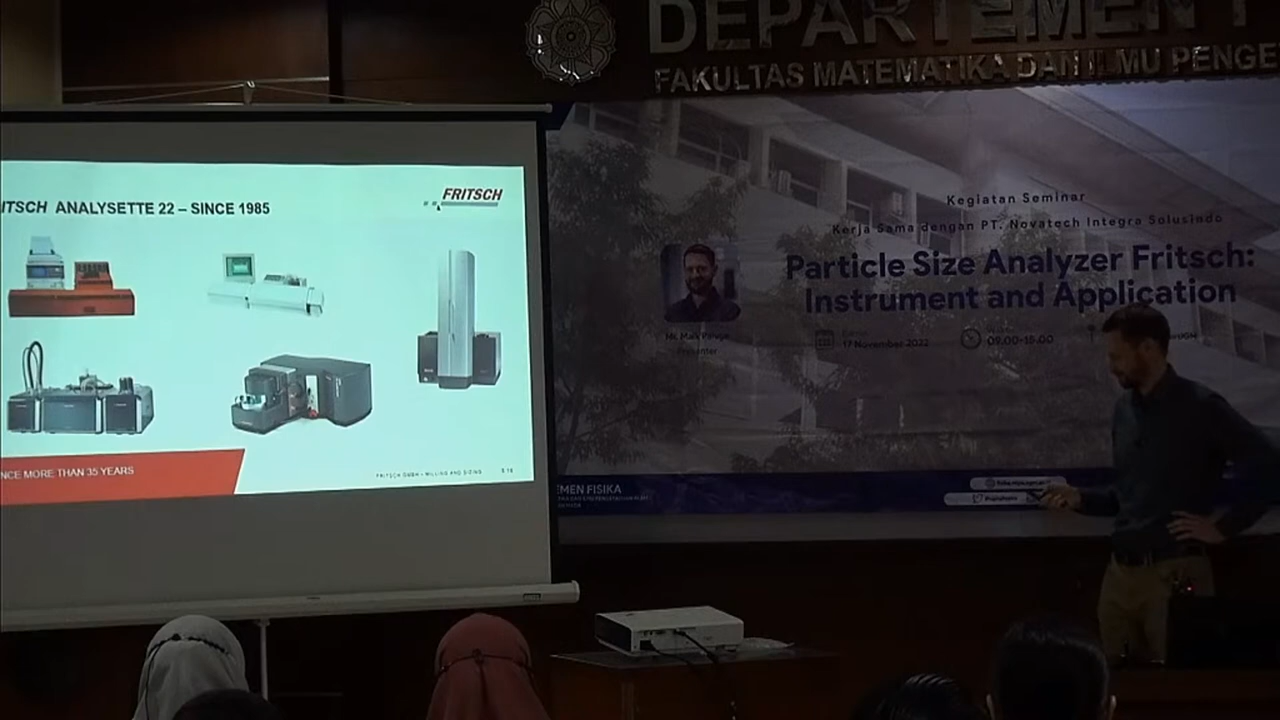 DEPARTEMEN F
FAKULTAS MATEMATIKA DAN ILMU PENGE
ITSCH ANALYSETTE 22 – SINCE 1985
FRITSCH
NCE MORE THAN 35 YEARS
FRITSCH GMBH - MILLING AND SIZING
Kegiatan Seminar
Kerja Sama dengan PT. Novatech Integra Solusindo
Particle Size Analyzer Fritsch:
Instrument and Application
17 November 2022
09.00-15.00
Presenter
EMEN FISIKA